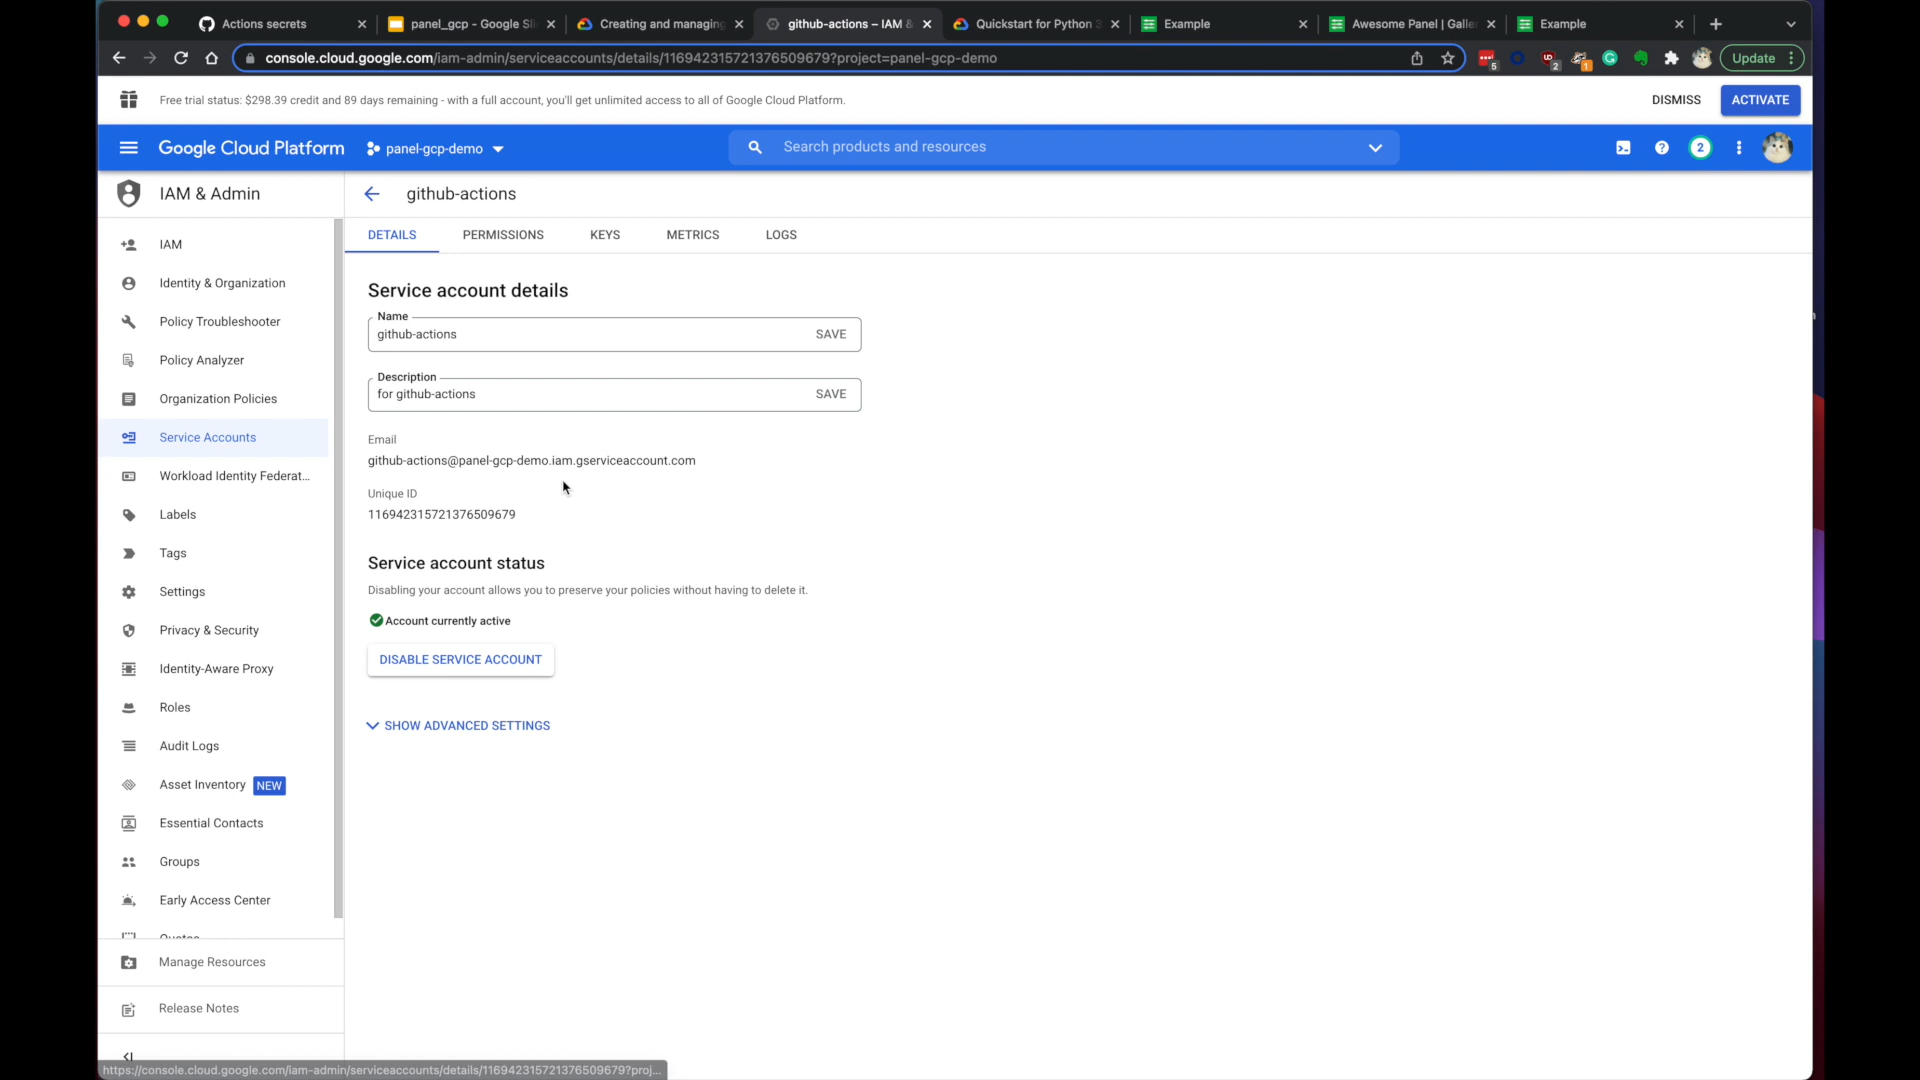 Actions secrets
panel_gcp - Google Sli
Creating and managing
github-actions – IAM &
Quickstart for Python 3
Example
Awesome Panel | Galle
Example
console.cloud.google.com/iam-admin/serviceaccounts/details/116942315721376509679?project=panel-gcp-demo
5
2
1
Update
Free trial status: $298.39 credit and 89 days remaining - with a full account, you'll get unlimited access to all of Google Cloud Platform.
DISMISS
ACTIVATE
Google Cloud Platform
panel-gcp-demo
Search products and resources
2
IAM & Admin
github-actions
DETAILS
PERMISSIONS
KEYS
METRICS
LOGS
IAM
Identity & Organization
Policy Troubleshooter
Policy Analyzer
Organization Policies
Service Accounts
Workload Identity Federat...
Labels
Tags
Settings
Privacy & Security
Identity-Aware Proxy
Roles
Audit Logs
Asset Inventory NEW
Essential Contacts
Groups
Early Access Center
Quotas
Manage Resources
Release Notes
Service account details
Name
github-actions
SAVE
Description
for github-actions
SAVE
Email
github-actions@panel-gcp-demo.iam.gserviceaccount.com
Unique ID
116942315721376509679
Service account status
Disabling your account allows you to preserve your policies without having to delete it.
Account currently active
DISABLE SERVICE ACCOUNT
SHOW ADVANCED SETTINGS
https://console.cloud.google.com/iam-admin/serviceaccounts/details/116942315721376509679?proj...